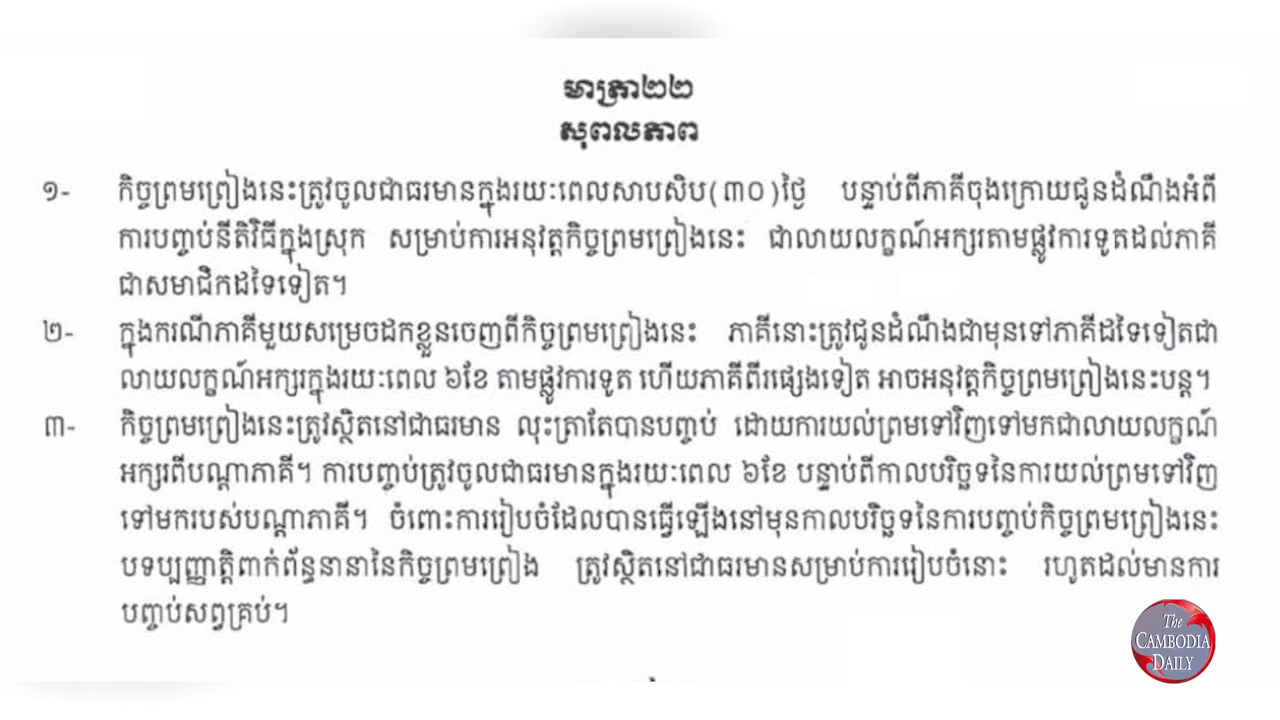 មាត្រា២២
សុពលភាព
១- កិច្ចព្រមព្រៀងនេះត្រូវចូលជាធរមានក្នុងរយៈពេលសាបសិប(៣០)ថ្ងៃ បន្ទាប់ពីភាគីចុងក្រោយជូនដំណឹងអំពី
ការបញ្ចប់នីតិវិធីក្នុងស្រុក សម្រាប់ការអនុវត្តកិច្ចព្រមព្រៀងនេះ ជាលាយលក្ខណ៍អក្សរតាមផ្លូវការទូតដល់ភាគី
ជាសមាជិកដទៃទៀត។
២- ក្នុងករណីភាគីមួយសម្រេចដកខ្លួនចេញពីកិច្ចព្រមព្រៀងនេះ ភាគីនោះត្រូវជូនដំណឹងជាមុនទៅភាគីដទៃទៀតជា
លាយលក្ខណ៍អក្សរក្នុងរយៈពេល ៦ខែ តាមផ្លូវការទូត ហើយភាគីពីរផ្សេងទៀត អាចអនុវត្តកិច្ចព្រមព្រៀងនេះបន្ត។
៣- កិច្ចព្រមព្រៀងនេះត្រូវស្ថិតនៅជាធរមាន លុះត្រាតែបានបញ្ចប់ ដោយការយល់ព្រមទៅវិញទៅមកជាលាយលក្ខណ៍
អក្សរពីបណ្តាភាគី។ ការបញ្ចប់ត្រូវចូលជាធរមានក្នុងរយៈពេល ៦ខែ បន្ទាប់ពីកាលបរិច្ឆទនៃការយល់ព្រមទៅវិញ
ទៅមករបស់បណ្តាភាគី។ ចំពោះការរៀបចំដែលបានធ្វើឡើងនៅមុនកាលបរិច្ឆទនៃការបញ្ចប់កិច្ចព្រមព្រៀងនេះ
បទប្បញ្ញាត្តិពាក់ព័ន្ធនានានៃកិច្ចព្រមព្រៀង ត្រូវស្ថិតនៅជាធរមានសម្រាប់ការរៀបចំនោះ រហូតដល់មានការ
បញ្ចប់សព្វគ្រប់។
The
CAMBODIA
DAILY